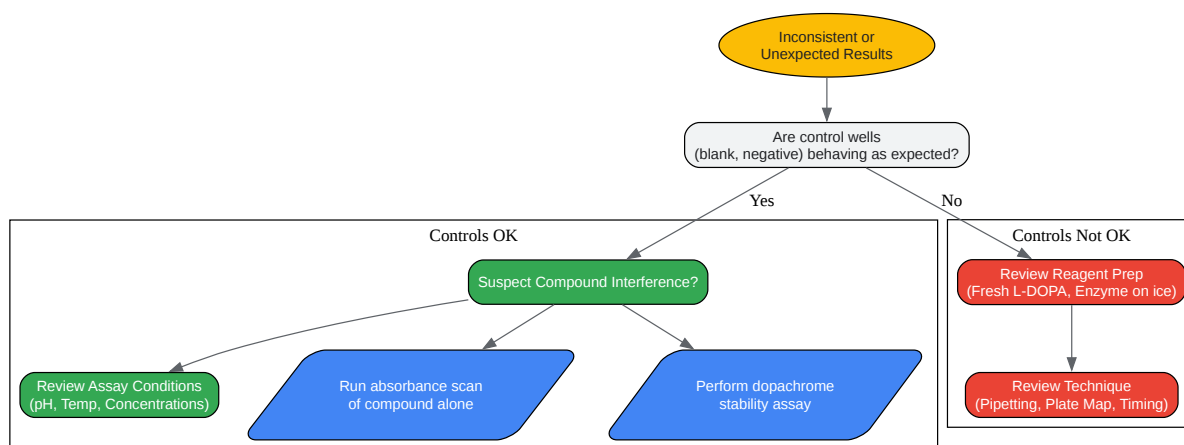 Inconsistent or
Unexpected Results
Are control wells
(blank, negative) behaving as expected?
Yes
No
Controls OK
Controls Not OK
Suspect Compound Interference?
Review Reagent Prep
(Fresh L-DOPA, Enzyme on ice)
Review Assay Conditions
(pH, Temp, Concentrations)
Run absorbance scan
of compound alone
Perform dopachrome
stability assay
Review Technique
(Pipetting, Plate Map, Timing)